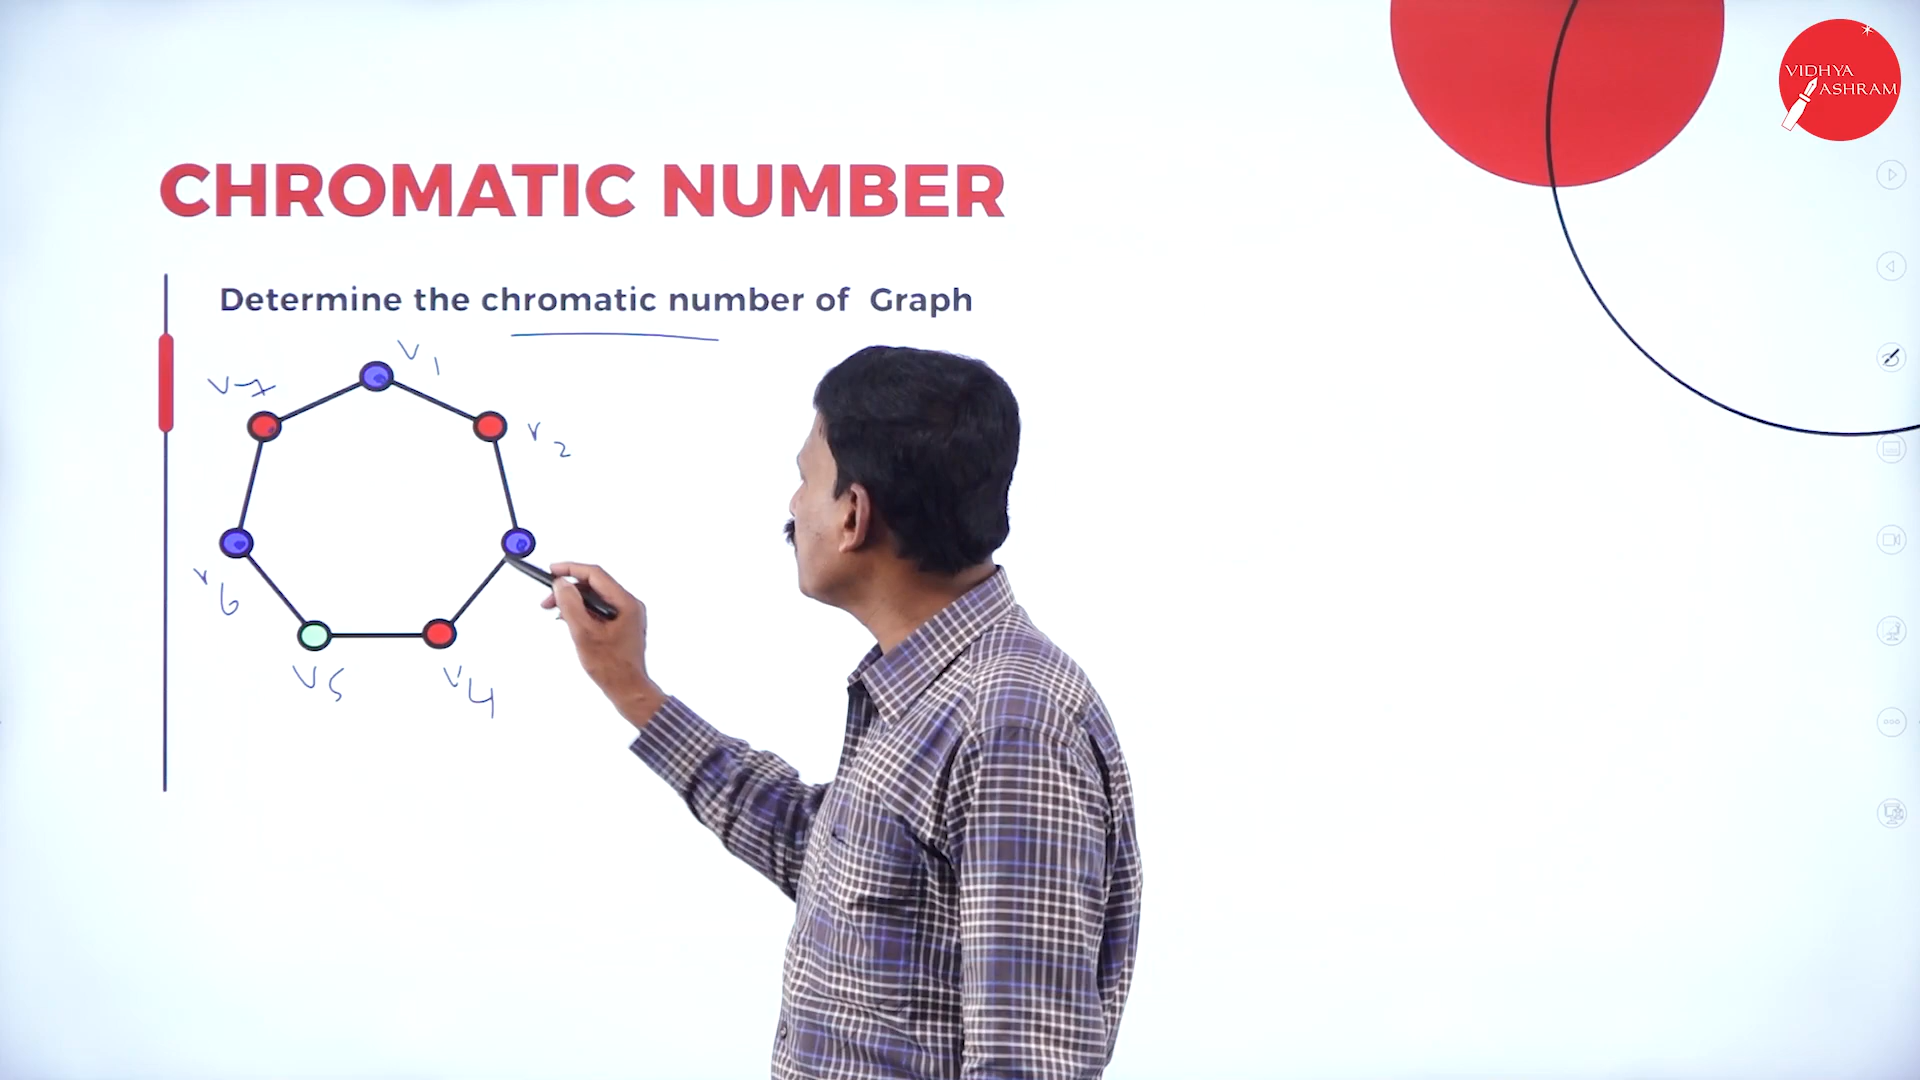 VIDHYA
ASHRAM
CHROMATIC NUMBER
Determine the chromatic number of Graph
V1
V7
V2
V6
V5
V4